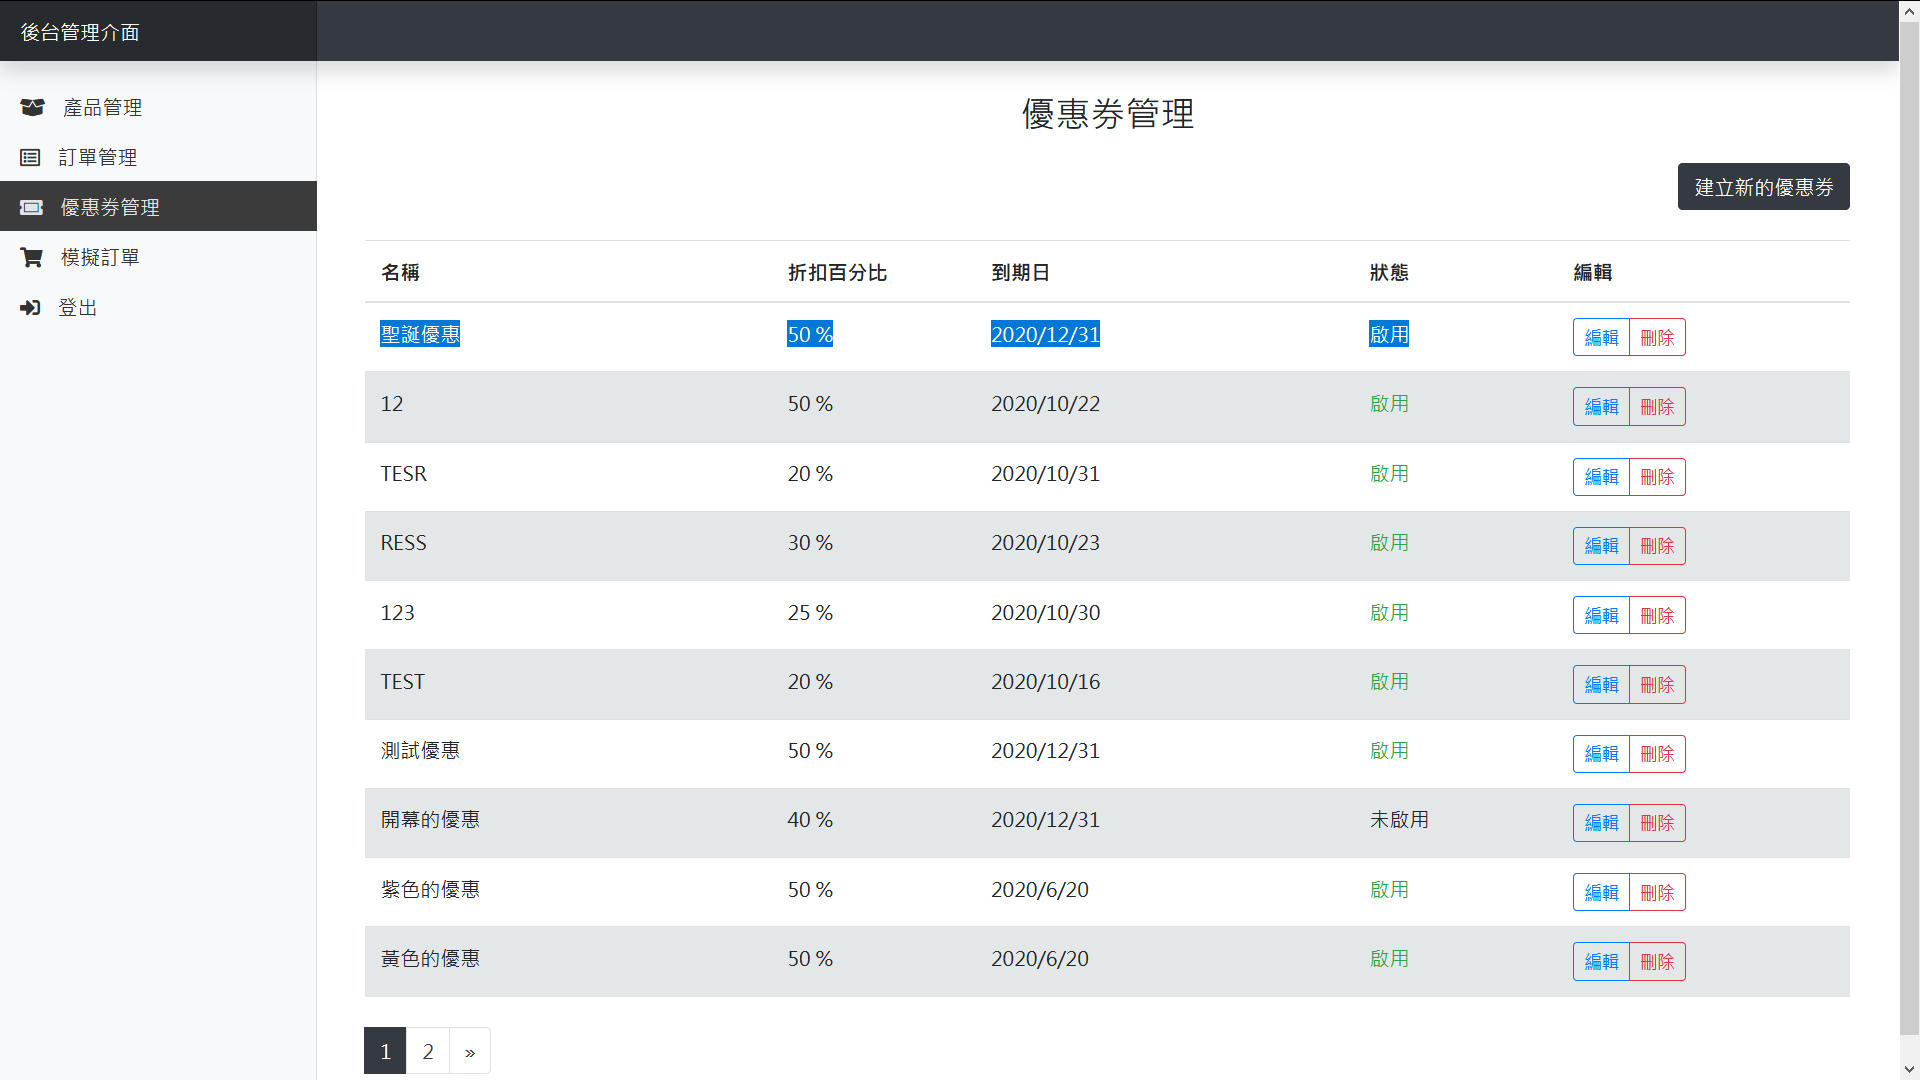 後台管理介面
產品管理
訂單管理
優惠券管理
模擬訂單
登出
優惠券管理
建立新的優惠券
名稱 折扣百分比 到期日 狀態 編輯
聖誕優惠 50 % 2020/12/31 啟用 編輯 刪除
12 50 % 2020/10/22 啟用 編輯 刪除
TESR 20 % 2020/10/31 啟用 編輯 刪除
RESS 30 % 2020/10/23 啟用 編輯 刪除
123 25 % 2020/10/30 啟用 編輯 刪除
TEST 20 % 2020/10/16 啟用 編輯 刪除
測試優惠 50 % 2020/12/31 啟用 編輯 刪除
開幕的優惠 40 % 2020/12/31 未啟用 編輯 刪除
紫色的優惠 50 % 2020/6/20 啟用 編輯 刪除
黃色的優惠 50 % 2020/6/20 啟用 編輯 刪除
1 2 »